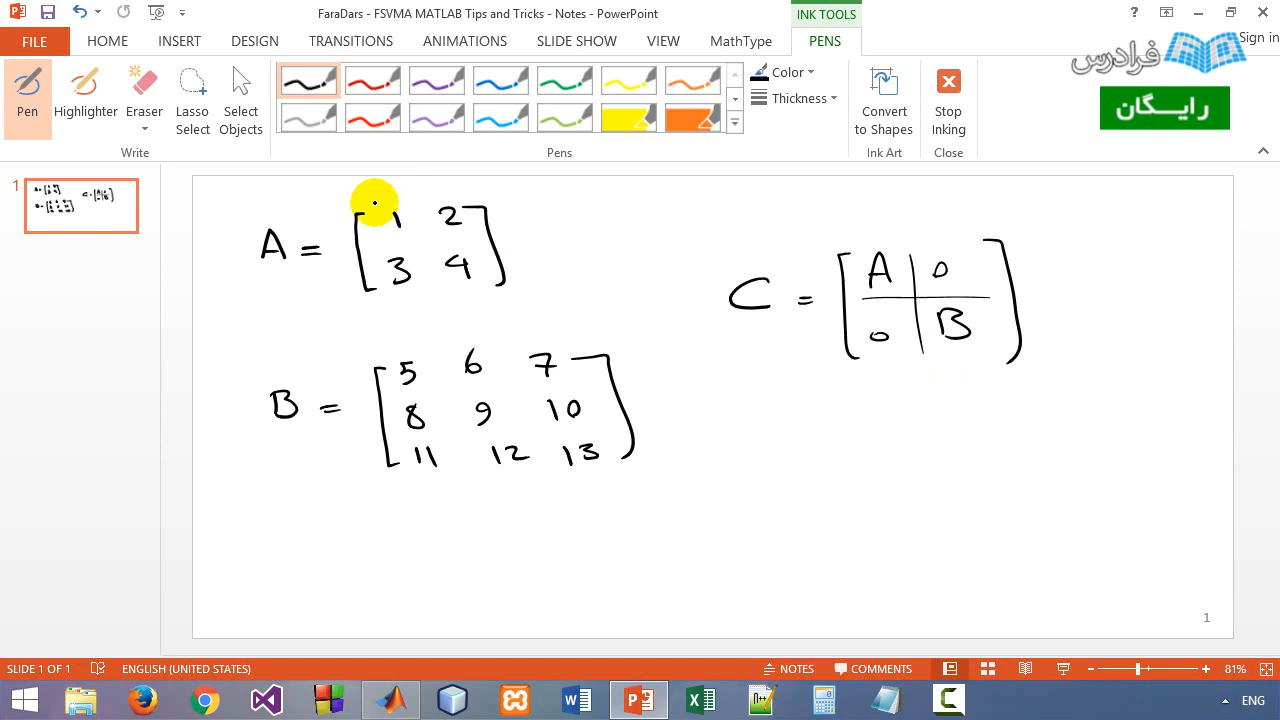 FaraDars - FSVMA MATLAB Tips and Tricks - Notes - PowerPoint
INK TOOLS
?
FILE HOME INSERT DESIGN TRANSITIONS ANIMATIONS SLIDE SHOW VIEW MathType PENS
Sign in
فرادرس
رایگان
Pen
Highlighter
Eraser
Lasso Select
Select Objects
Color
Thickness
Convert to Shapes
Stop Inking
Write
Pens
Ink Art
Close
1
A = [ 1 2
3 4 ]
B = [ 5 6 7
8 9 10
11 12 13 ]
C = [ A 0
0 B ]
1
SLIDE 1 OF 1 ENGLISH (UNITED STATES) NOTES COMMENTS 81%
ENG